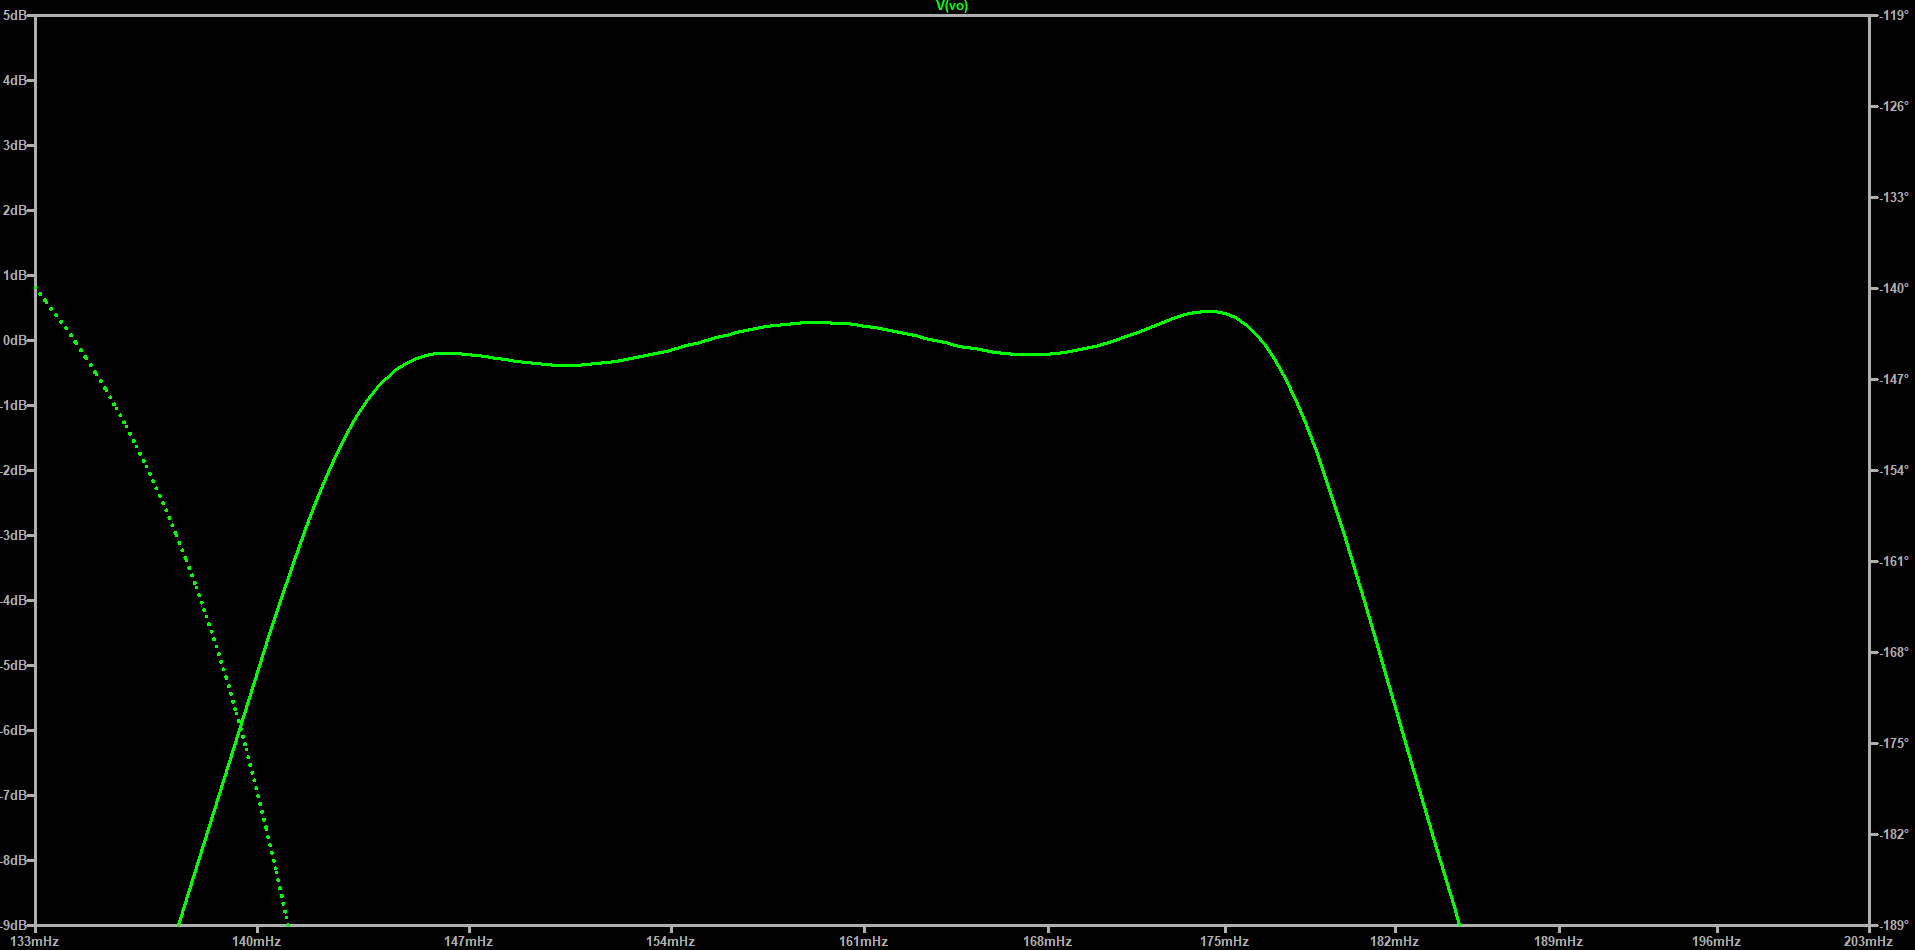 V(vo)
5dB
4dB
3dB
2dB
1dB
0dB
-1dB
-2dB
-3dB
-4dB
-5dB
-6dB
-7dB
-8dB
-9dB
-119°
-126°
-133°
-140°
-147°
-154°
-161°
-168°
-175°
-182°
-189°
133mHz 140mHz 147mHz 154mHz 161mHz 168mHz 175mHz 182mHz 189mHz 196mHz 203mHz